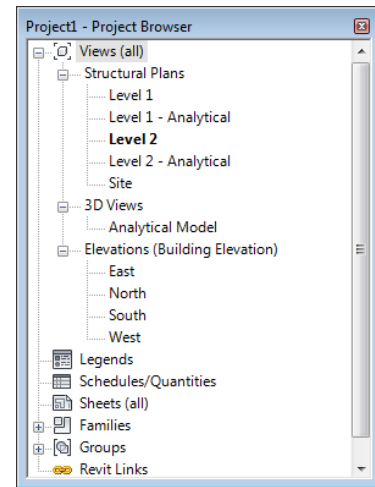 Project1 - Project Browser
Views (all)
Structural Plans
Level 1
Level 1 - Analytical
Level 2
Level 2 - Analytical
Site
3D Views
Analytical Model
Elevations (Building Elevation)
East
North
South
West
Legends
Schedules/Quantities
Sheets (all)
Families
Groups
Revit Links